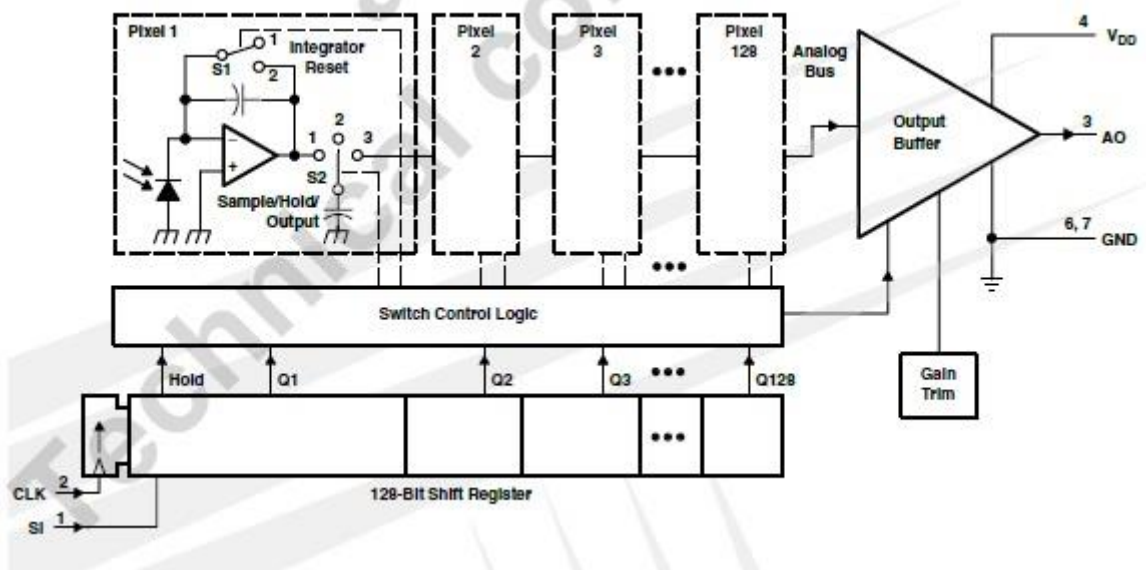 Technical co
Pixel 1
1
Integrator
Reset
S1
2
Pixel
2
Pixel
3
•••
Pixel
128
Analog
Bus
4
VDD
Output
Buffer
3
AO
−
+
1
2
3
S2
Sample/Hold/
Output
6, 7
GND
•••
Switch Control Logic
Hold
Q1
Q2
Q3
•••
Q128
Gain
Trim
•••
CLK
2
128-Bit Shift Register
SI
1